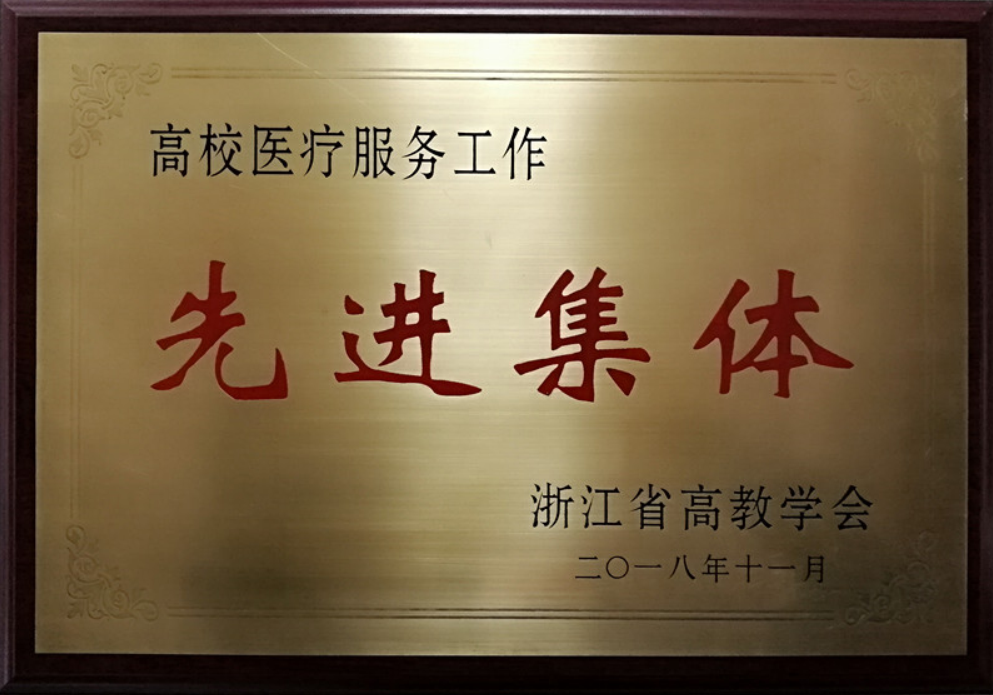 高校医疗服务工作
先进集体
浙江省高教学会
二〇一八年十一月